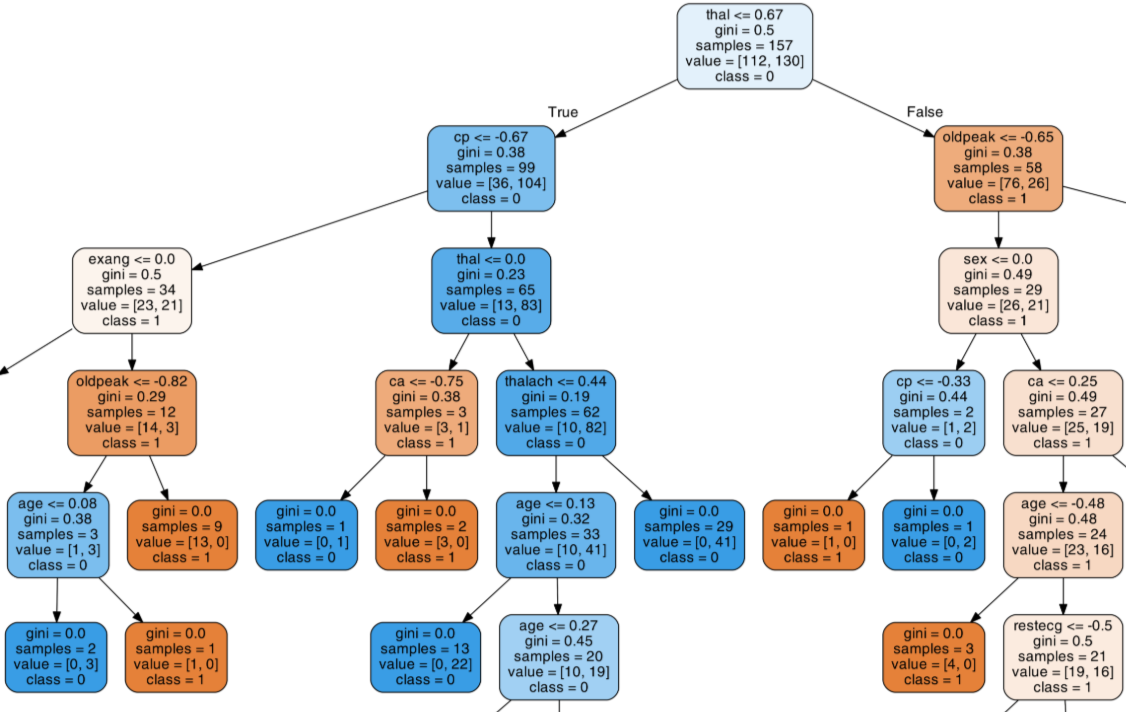 thal <= 0.67
gini = 0.5
samples = 157
value = [112, 130]
class = 0
True
False
cp <= -0.67
gini = 0.38
samples = 99
value = [36, 104]
class = 0
oldpeak <= -0.65
gini = 0.38
samples = 58
value = [76, 26]
class = 1
exang <= 0.0
gini = 0.5
samples = 34
value = [23, 21]
class = 1
thal <= 0.0
gini = 0.23
samples = 65
value = [13, 83]
class = 0
sex <= 0.0
gini = 0.49
samples = 29
value = [26, 21]
class = 1
oldpeak <= -0.82
gini = 0.29
samples = 12
value = [14, 3]
class = 1
ca <= -0.75
gini = 0.38
samples = 3
value = [3, 1]
class = 1
thalach <= 0.44
gini = 0.19
samples = 62
value = [10, 82]
class = 0
cp <= -0.33
gini = 0.44
samples = 2
value = [1, 2]
class = 0
ca <= 0.25
gini = 0.49
samples = 27
value = [25, 19]
class = 1
age <= 0.08
gini = 0.38
samples = 3
value = [1, 3]
class = 0
gini = 0.0
samples = 9
value = [13, 0]
class = 1
gini = 0.0
samples = 1
value = [0, 1]
class = 0
gini = 0.0
samples = 2
value = [3, 0]
class = 1
age <= 0.13
gini = 0.32
samples = 33
value = [10, 41]
class = 0
gini = 0.0
samples = 29
value = [0, 41]
class = 0
gini = 0.0
samples = 1
value = [1, 0]
class = 1
gini = 0.0
samples = 1
value = [0, 2]
class = 0
age <= -0.48
gini = 0.48
samples = 24
value = [23, 16]
class = 1
gini = 0.0
samples = 2
value = [0, 3]
class = 0
gini = 0.0
samples = 1
value = [1, 0]
class = 1
gini = 0.0
samples = 13
value = [0, 22]
class = 0
age <= 0.27
gini = 0.45
samples = 20
value = [10, 19]
class = 0
gini = 0.0
samples = 3
value = [4, 0]
class = 1
restecg <= -0.5
gini = 0.5
samples = 21
value = [19, 16]
class = 1